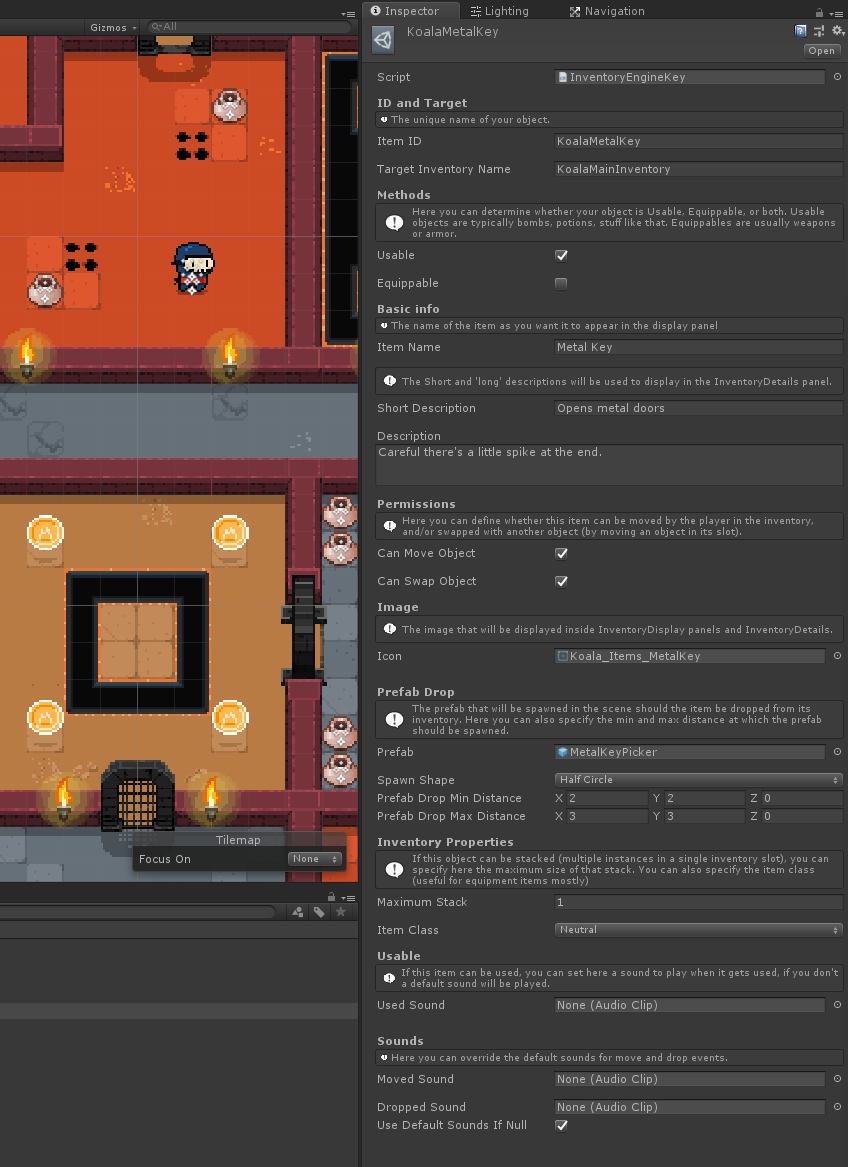 Gizmos
All
Tilemap
Focus On
None
Inspector
Lighting
Navigation
KoalaMetalKey
Open
Script
InventoryEngineKey
ID and Target
The unique name of your object.
Item ID
KoalaMetalKey
Target Inventory Name
KoalaMainInventory
Methods
Here you can determine whether your object is Usable, Equippable, or both. Usable
objects are typically bombs, potions, stuff like that. Equippables are usually weapons
or armor.
Usable
Equippable
Basic info
The name of the item as you want it to appear in the display panel
Item Name
Metal Key
The Short and 'long' descriptions will be used to display in the InventoryDetails panel.
Short Description
Opens metal doors
Description
Careful there's a little spike at the end.
Permissions
Here you can define whether this item can be moved by the player in the inventory,
and/or swapped with another object (by moving an object in its slot).
Can Move Object
Can Swap Object
Image
The image that will be displayed inside InventoryDisplay panels and InventoryDetails.
Icon
Koala_Items_MetalKey
Prefab Drop
The prefab that will be spawned in the scene should the item be dropped from its
inventory. Here you can also specify the min and max distance at which the prefab
should be spawned.
Prefab
MetalKeyPicker
Spawn Shape
Half Circle
Prefab Drop Min Distance
X 2 Y 2 Z 0
Prefab Drop Max Distance
X 3 Y 3 Z 0
Inventory Properties
If this object can be stacked (multiple instances in a single inventory slot), you can
specify here the maximum size of that stack. You can also specify the item class
(useful for equipment items mostly)
Maximum Stack
1
Item Class
Neutral
Usable
If this item can be used, you can set here a sound to play when it gets used, if you don't
a default sound will be played.
Used Sound
None (Audio Clip)
Sounds
Here you can override the default sounds for move and drop events.
Moved Sound
None (Audio Clip)
Dropped Sound
None (Audio Clip)
Use Default Sounds If Null